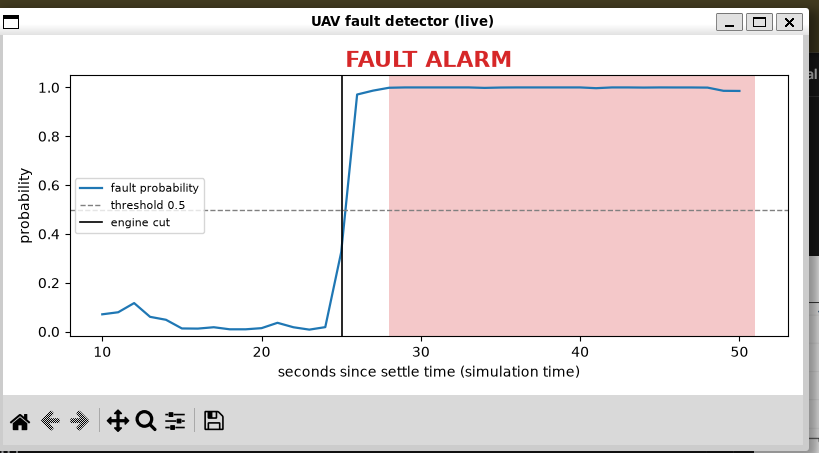 UAV fault detector (live)
FAULT ALARM
1.0
0.8
0.6
0.4
0.2
0.0
probability
fault probability
threshold 0.5
engine cut
10
20
30
40
50
seconds since settle time (simulation time)
al